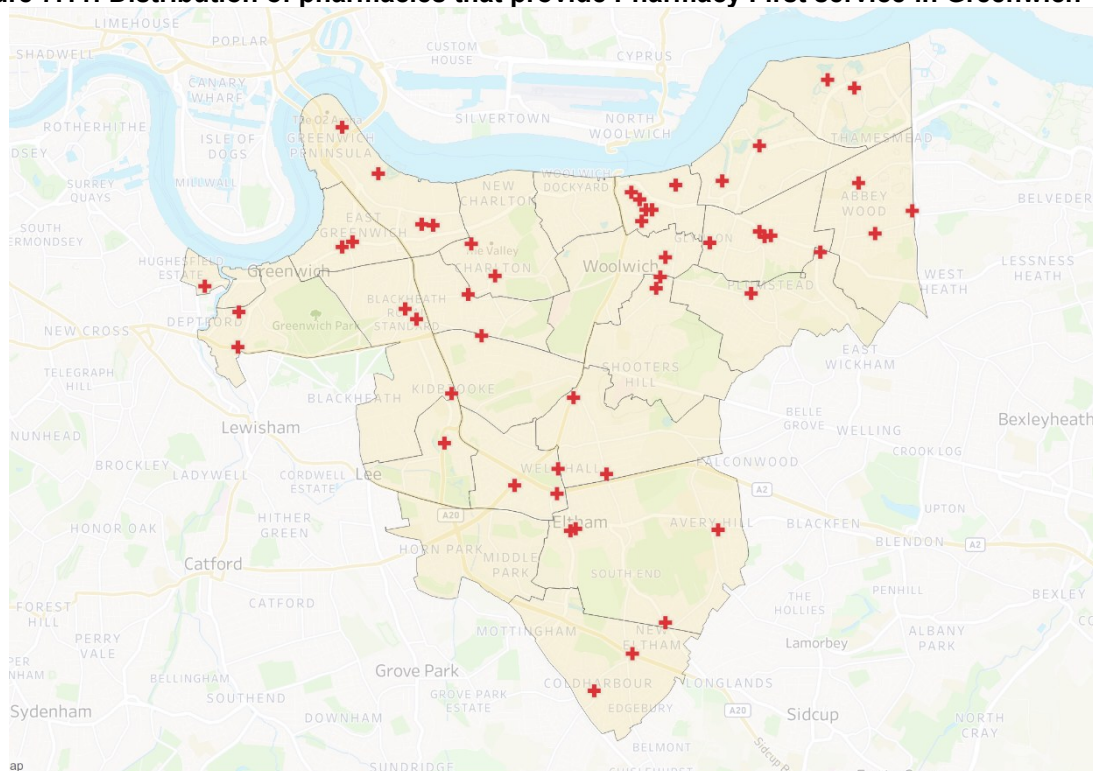 Distribution of pharmacies that provide Pharmacy First service in Greenwich
LIMEHOUSE
SHADWELL
POPLAR
CUSTOM
HOUSE
CYPRUS
CANARY
WHARF
ROTHERHITHE
ISLE OF
DOGS
The O2
GREENWICH
PENINSULA
SILVERTOWN
NORTH
WOOLWICH
THAMESMEAD
MILLWALL
SURREY
QUAYS
NEW
CHARLTON
WOOLWICH
DOCKYARD
ABBEY
WOOD
BELVEDER
SOUTH
ERMONDSEY
EAST
GREENWICH
The Valley
CHARLTON
Woolwich
LESSNESS
HEATH
WEST
HEATH
HUGHESFIELD
ESTATE
Greenwich
PLUMSTEAD
DEPTFORD
NEW CROSS
Greenwich Park
BLACKHEATH
STANDARD
EAST
WICKHAM
TELEGRAPH
HILL
BLACKHEATH
KIDBROOKE
SHOOTERS
HILL
BELLE
GROVE
WELLING
Bexleyheath
NUNHEAD
Lewisham
CROOK LOG
BROCKLEY
LADYWELL
CORDWELL
ESTATE
Lee
WELL HALL
FALCONWOOD
A2
UPTON
HONOR OAK
HITHER
GREEN
A20
HORN PARK
Eltham
AVERY HILL
BLACKFEN
BLENDON
A2
Catford
MIDDLE
PARK
SOUTH END
PENHILL
BEXLEY
FOREST
HILL
CATFORD
THE
HOLLIES
ALBANY
PARK
PERRY
VALE
MOTTINGHAM
NEW
ELTHAM
Lamorbey
BELLINGHAM
Grove Park
SOUTHEND
GROVE PARK
ESTATE
COLDHARBOUR
EDGEBURY
LONGLANDS
A20
Sydenham
DOWNHAM
Sidcup
NORTH
CRAY
BELMONT
SUNDRIDGE